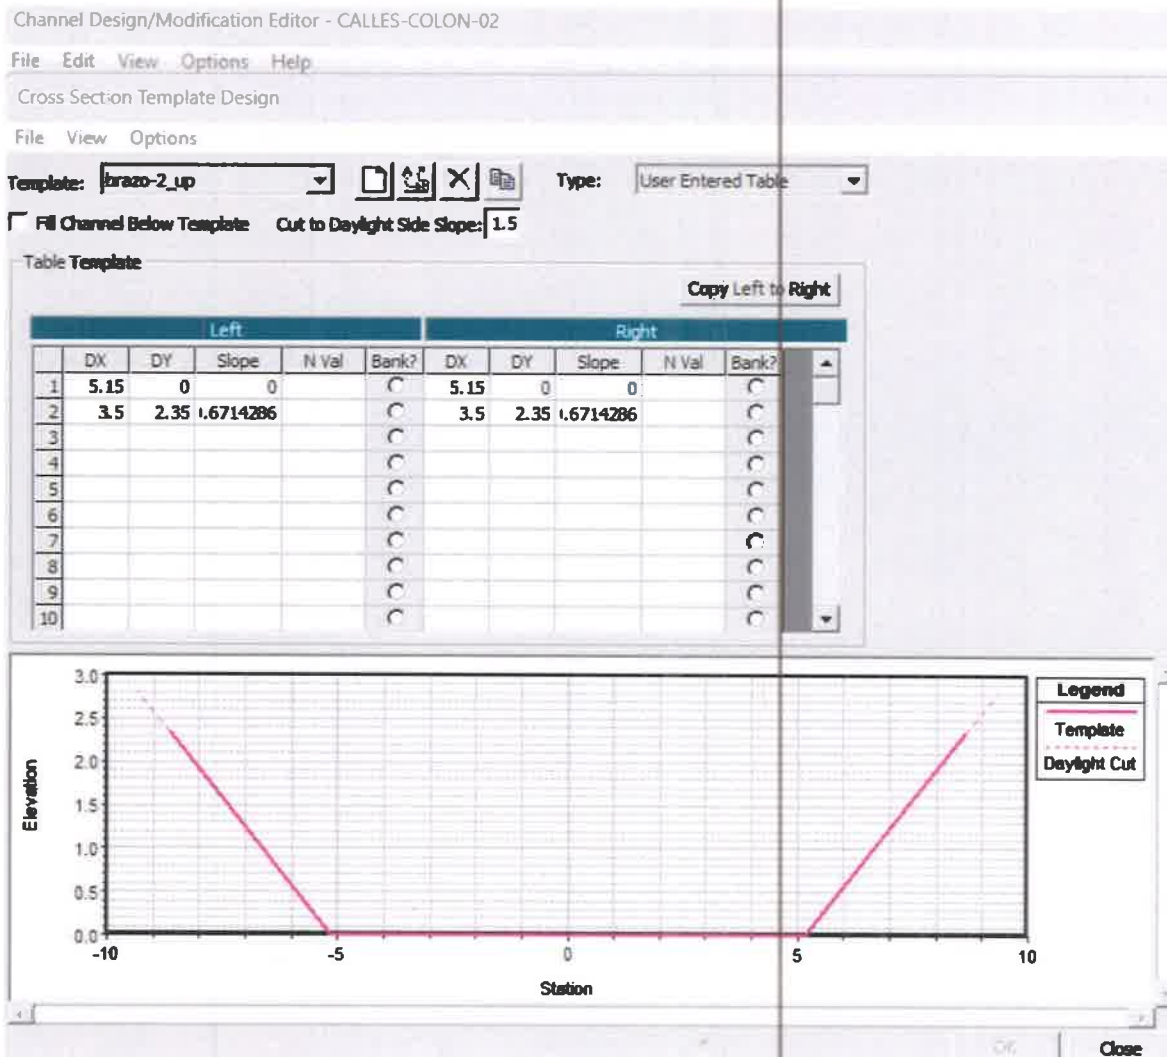 Channel Design/Modification Editor - CALLES-COLON-02
File Edit View Options Help
Cross Section Template Design
File View Options
Template: brazo-2_up Type: User Entered Table
Fill Channel Below Template Cut to Daylight Side Slope: 1.5
Table Template
Copy Left to Right
Left Right
DX DY Slope N Val Bank? DX DY Slope N Val Bank?
1 5.15 0 0 5.15 0 0
2 3.5 2.35 .6714286 3.5 2.35 .6714286
3
4
5
6
7
8
9
10
3.0
2.5
2.0
1.5
1.0
0.5
0.0
-10 -5 0 5 10
Elevation
Station
Legend
Template
Daylight Cut
OK Close